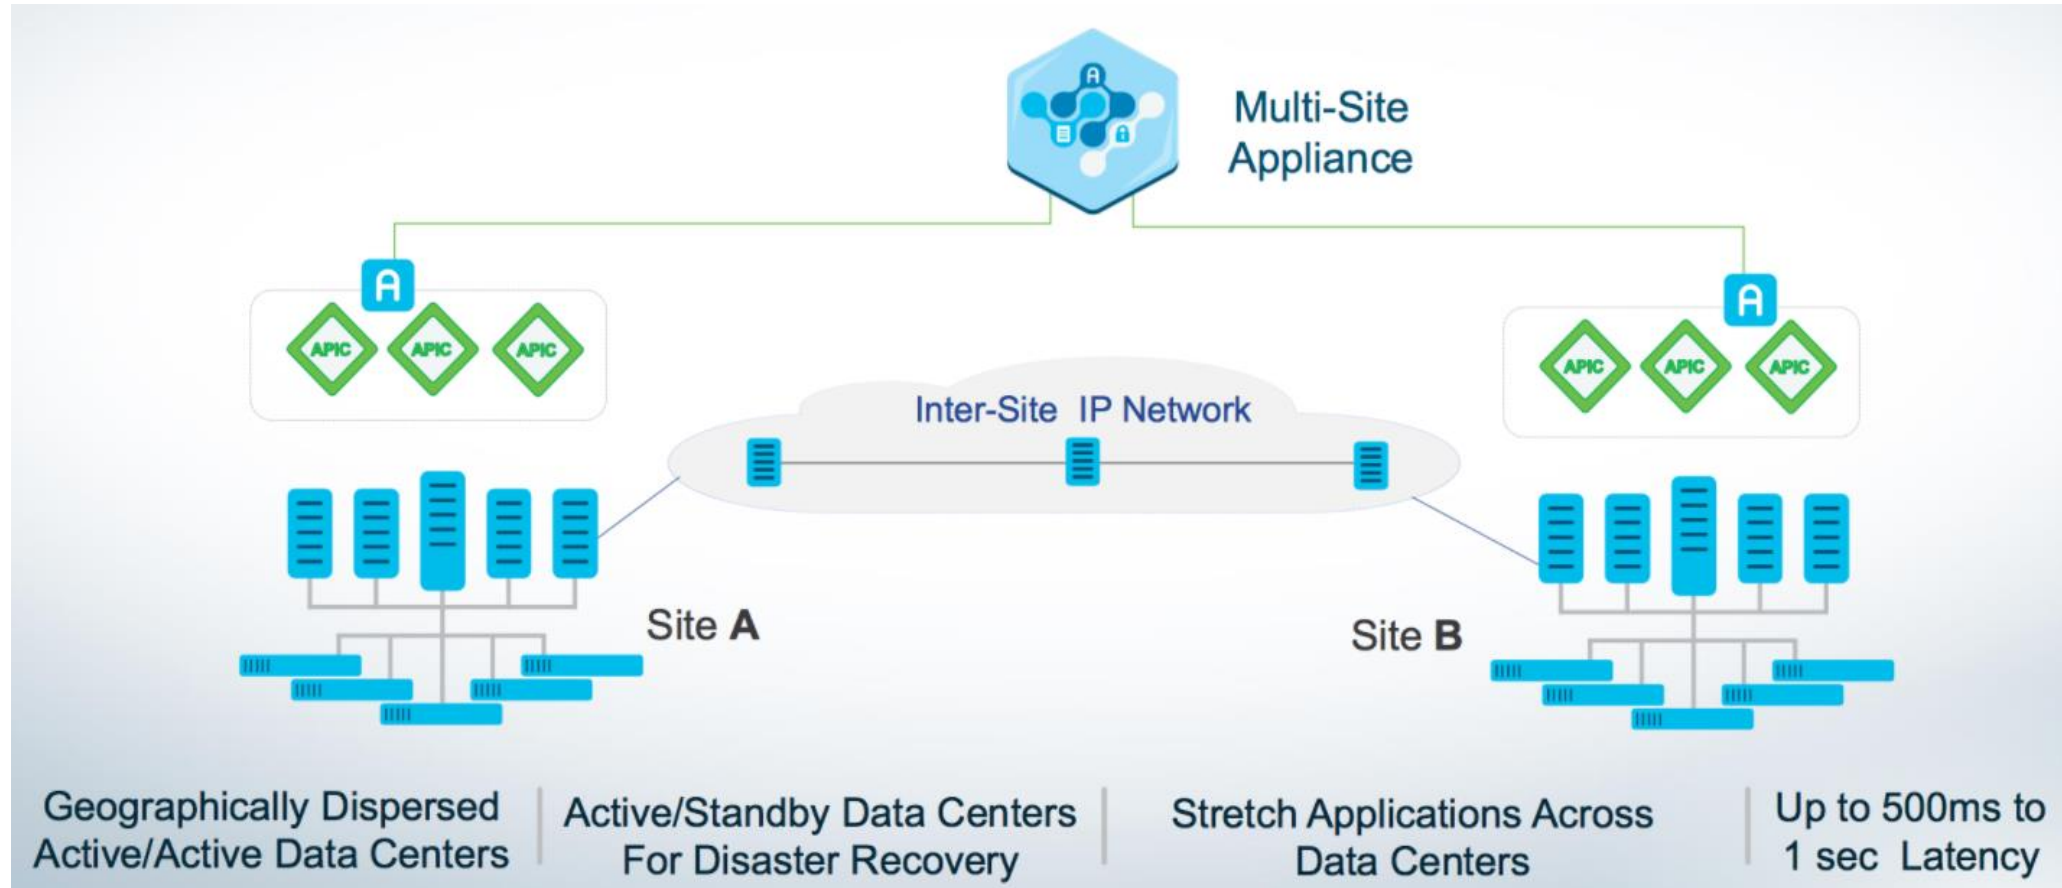 Multi-Site
Appliance
A
A
A
APIC
APIC
APIC
APIC
APIC
APIC
Inter-Site IP Network
Site A
Site B
Geographically Dispersed
Active/Active Data Centers
Active/Standby Data Centers
For Disaster Recovery
Stretch Applications Across
Data Centers
Up to 500ms to
1 sec Latency